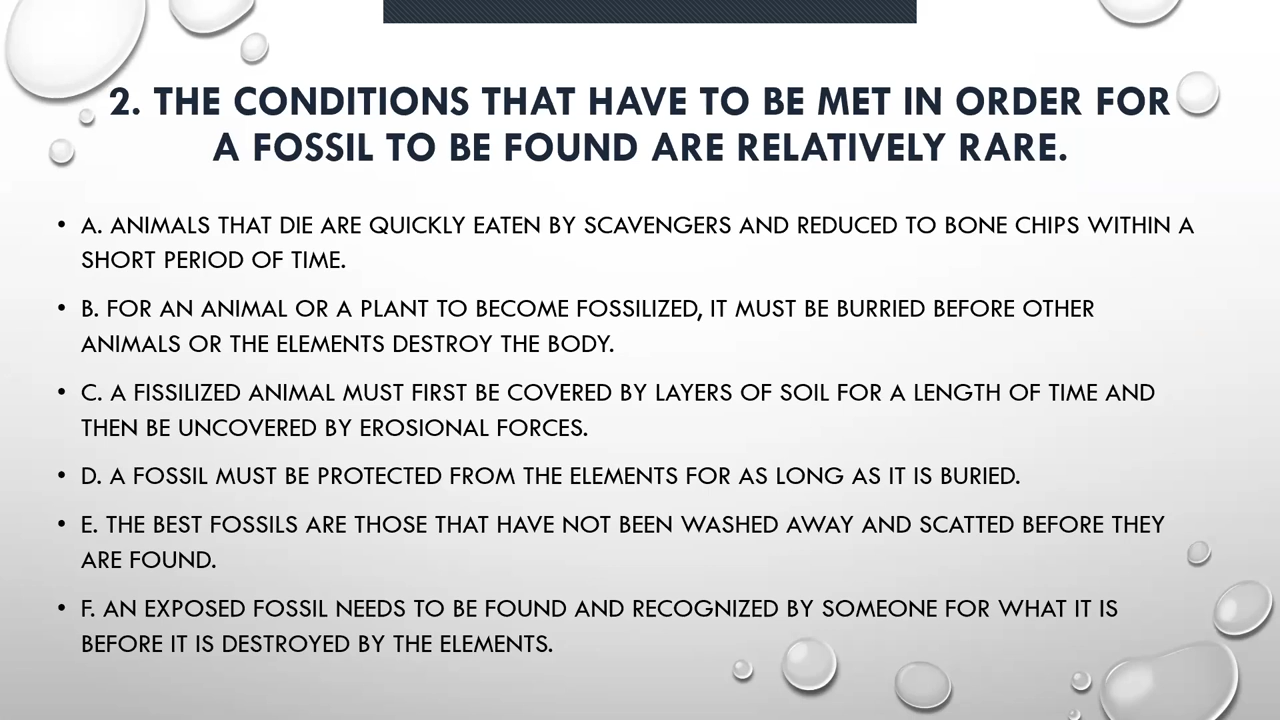 2. THE CONDITIONS THAT HAVE TO BE MET IN ORDER FOR
A FOSSIL TO BE FOUND ARE RELATIVELY RARE.
• A. ANIMALS THAT DIE ARE QUICKLY EATEN BY SCAVENGERS AND REDUCED TO BONE CHIPS WITHIN A
SHORT PERIOD OF TIME.
• B. FOR AN ANIMAL OR A PLANT TO BECOME FOSSILIZED, IT MUST BE BURRIED BEFORE OTHER
ANIMALS OR THE ELEMENTS DESTROY THE BODY.
• C. A FISSILIZED ANIMAL MUST FIRST BE COVERED BY LAYERS OF SOIL FOR A LENGTH OF TIME AND
THEN BE UNCOVERED BY EROSIONAL FORCES.
• D. A FOSSIL MUST BE PROTECTED FROM THE ELEMENTS FOR AS LONG AS IT IS BURIED.
• E. THE BEST FOSSILS ARE THOSE THAT HAVE NOT BEEN WASHED AWAY AND SCATTED BEFORE THEY
ARE FOUND.
• F. AN EXPOSED FOSSIL NEEDS TO BE FOUND AND RECOGNIZED BY SOMEONE FOR WHAT IT IS
BEFORE IT IS DESTROYED BY THE ELEMENTS.